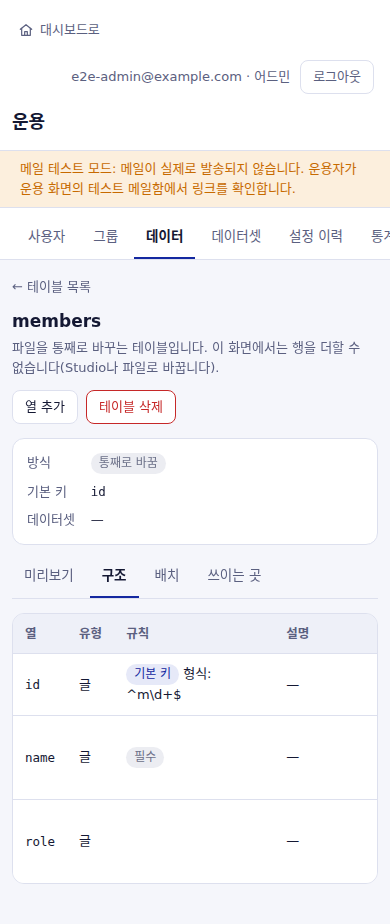 대시보드로
e2e-admin@example.com · 어드민
로그아웃
운용
메일 테스트 모드: 메일이 실제로 발송되지 않습니다. 운용자가
운용 화면의 테스트 메일함에서 링크를 확인합니다.
사용자 그룹 데이터 데이터셋 설정 이력 통계
← 테이블 목록
members
파일을 통째로 바꾸는 테이블입니다. 이 화면에서는 행을 더할 수
없습니다(Studio나 파일로 바꿉니다).
열 추가 테이블 삭제
방식 통째로 바꿈
기본 키 id
데이터셋 —
미리보기 구조 배치 쓰이는 곳
열 유형 규칙 설명
id 글 기본 키 형식: —
^m\d+$
name 글 필수 —
role 글 —